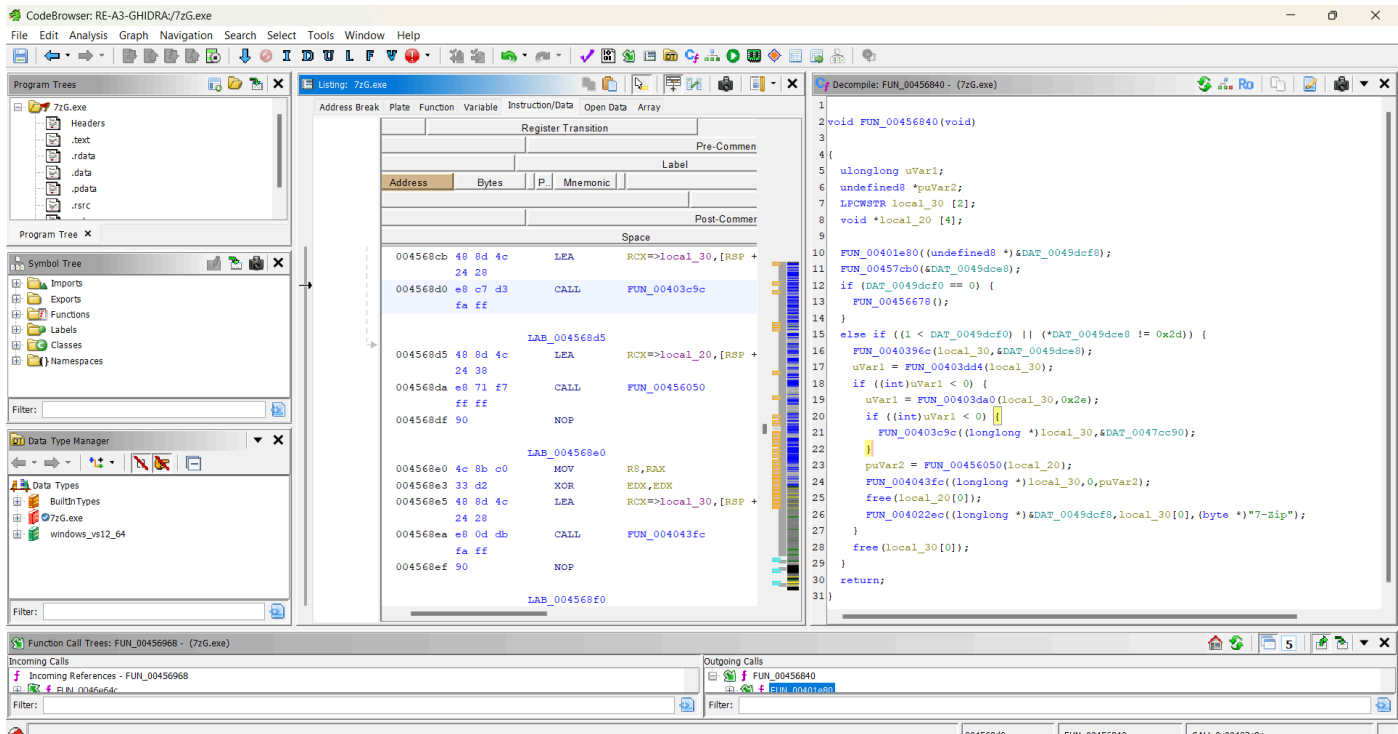 CodeBrowser: RE-A3-GHIDRA:/7zG.exe
File Edit Analysis Graph Navigation Search Select Tools Window Help
I D U L F V
Program Trees
7zG.exe
Headers
.text
.rdata
.data
.pdata
.rsrc
Program Tree
Symbol Tree
Imports
Exports
Functions
Labels
Classes
Namespaces
Filter:
Data Type Manager
Data Types
BuiltInTypes
7zG.exe
windows_vs12_64
Filter:
Listing: 7zG.exe
Address Break Plate Function Variable Instruction/Data Open Data Array
Register Transition
Pre-Commen
Label
Address Bytes P.. Mnemonic
Post-Commer
Space
004568cb 48 8d 4c LEA RCX=>local_30,[RSP +
24 28
004568d0 e8 c7 d3 CALL FUN_00403c9c
fa ff
LAB_004568d5
004568d5 48 8d 4c LEA RCX=>local_20,[RSP +
24 38
004568da e8 71 f7 CALL FUN_00456050
ff ff
004568df 90 NOP
LAB_004568e0
004568e0 4c 8b c0 MOV R8,RAX
004568e3 33 d2 XOR EDX,EDX
004568e5 48 8d 4c LEA RCX=>local_30,[RSP +
24 28
004568ea e8 0d db CALL FUN_004043fc
fa ff
004568ef 90 NOP
LAB_004568f0
Decompile: FUN_00456840 - (7zG.exe)
1
2 void FUN_00456840(void)
3
4 {
5 ulonglong uVar1;
6 undefined8 *puVar2;
7 LPCWSTR local_30 [2];
8 void *local_20 [4];
9
10 FUN_00401e80((undefined8 *)&DAT_0049dcf8);
11 FUN_00457cb0(&DAT_0049dce8);
12 if (DAT_0049dcf0 == 0) {
13 FUN_00456678();
14 }
15 else if ((1 < DAT_0049dcf0) || (*DAT_0049dce8 != 0x2d)) {
16 FUN_0040396c(local_30,&DAT_0049dce8);
17 uVar1 = FUN_00403dd4(local_30);
18 if ((int)uVar1 < 0) {
19 uVar1 = FUN_00403da0(local_30,0x2e);
20 if ((int)uVar1 < 0) {
21 FUN_00403c9c((longlong *)local_30,&DAT_0047cc90);
22 }
23 puVar2 = FUN_00456050(local_20);
24 FUN_004043fc((longlong *)local_30,0,puVar2);
25 free(local_20[0]);
26 FUN_004022ec((longlong *)&DAT_0049dcf8,local_30[0],(byte *)"7-Zip");
27 }
28 free(local_30[0]);
29 }
30 return;
31 }
Function Call Trees: FUN_00456968 - (7zG.exe)
5
Incoming Calls
Incoming References - FUN_00456968
f FUN_0046e64c
Filter:
Outgoing Calls
f FUN_00456840
f FUN_00401e80
Filter: